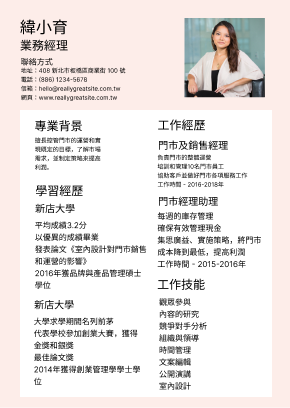 緯小育
業務經理
聯絡方式
地址：408 新北市板橋區商業街 100 號
電話：(886) 1234-5678
信箱：hello@reallygreatsite.com.tw
網頁：www.reallygreatsite.com.tw
專業背景
擅長控管門市的運營和實
現既定的目標，了解市場
需求，並制定策略來提高
利潤。
學習經歷
新店大學
平均成績3.2分
以優異的成績畢業
發表論文《室內設計對門市銷售
和運營的影響》
2016年獲品牌與產品管理碩士
學位
新店大學
大學求學期間名列前茅
代表學校參加創業大賽，獲得
金獎和銀獎
最佳論文獎
2014年獲得創業管理學學士學
位
工作經歷
門市及銷售經理
負責門市的整體運營
培訓和管理10名門市員工
協助客戶並做好門市各項服務工作
工作時間 - 2016-2018年
門市經理助理
每週的庫存管理
確保有效管理現金
集思廣益、實施策略，將門市
成本降到最低，提高利潤
工作時間 - 2015-2016年
工作技能
觀眾參與
內容的研究
競爭對手分析
組織與領導
時間管理
文案編輯
公開演講
室內設計